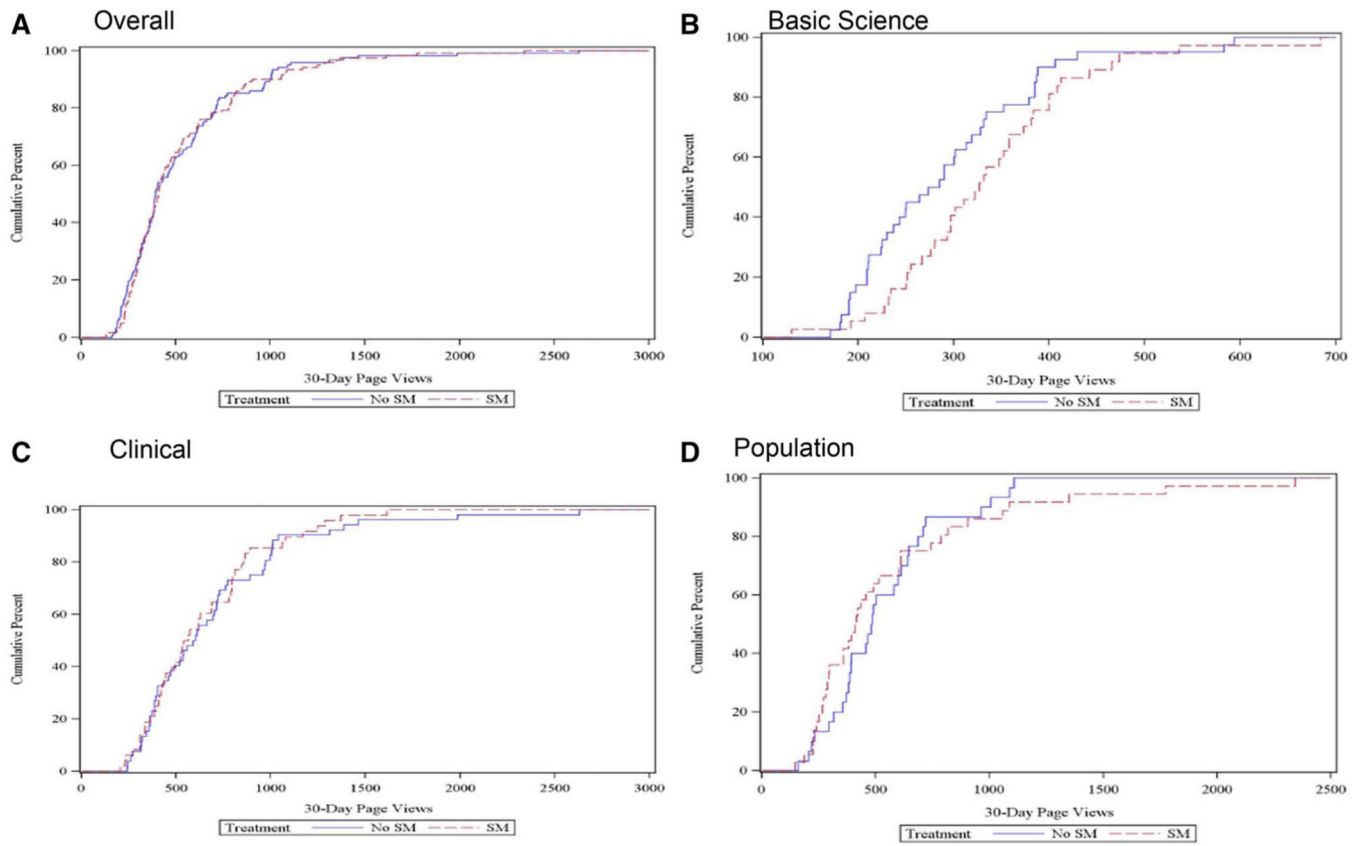 A Overall
100
80
60
40
20
0
Cumulative Percent
0 500 1000 1500 2000 2500 3000
30-Day Page Views
Treatment No SM SM
B Basic Science
100
80
60
40
20
0
Cumulative Percent
100 200 300 400 500 600 700
30-Day Page Views
Treatment No SM SM
C Clinical
100
80
60
40
20
0
Cumulative Percent
0 500 1000 1500 2000 2500 3000
30-Day Page Views
Treatment No SM SM
D Population
100
80
60
40
20
0
Cumulative Percent
0 500 1000 1500 2000 2500
30-Day Page Views
Treatment No SM SM